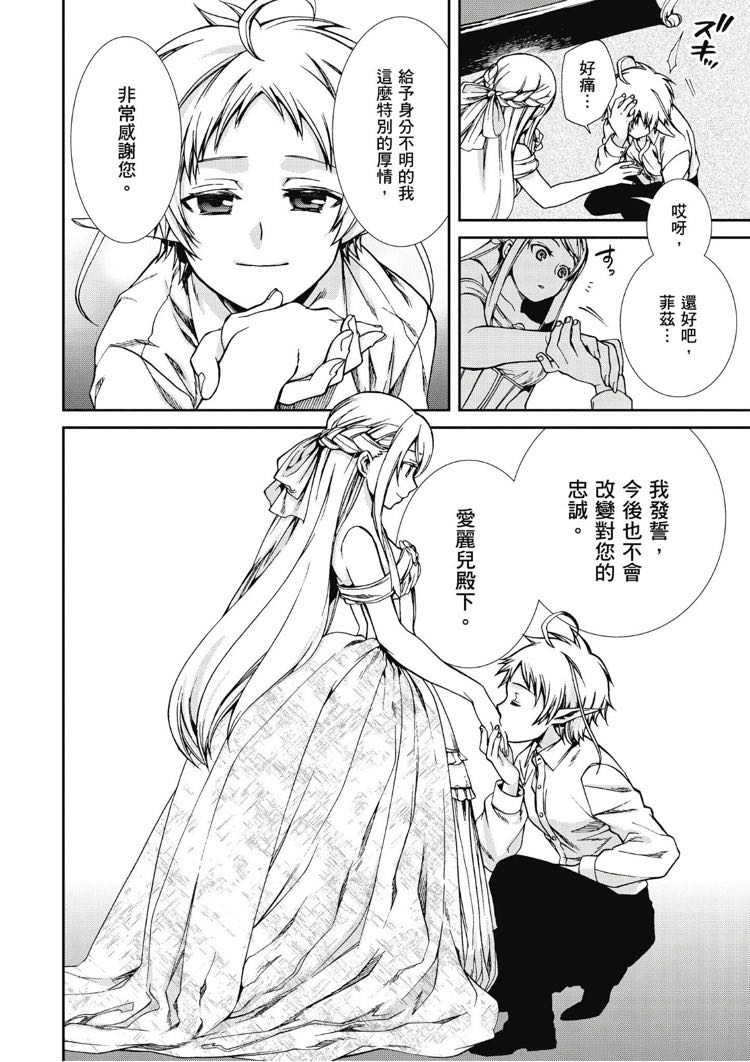 ズキッ
好痛⋯
哎呀，
還好吧，
菲茲⋯
すっ
給予身分不明的我
這麼特別的厚情，
非常感謝您。
我發誓，
今後也不會
改變對您的
忠誠。
愛麗兒殿下。